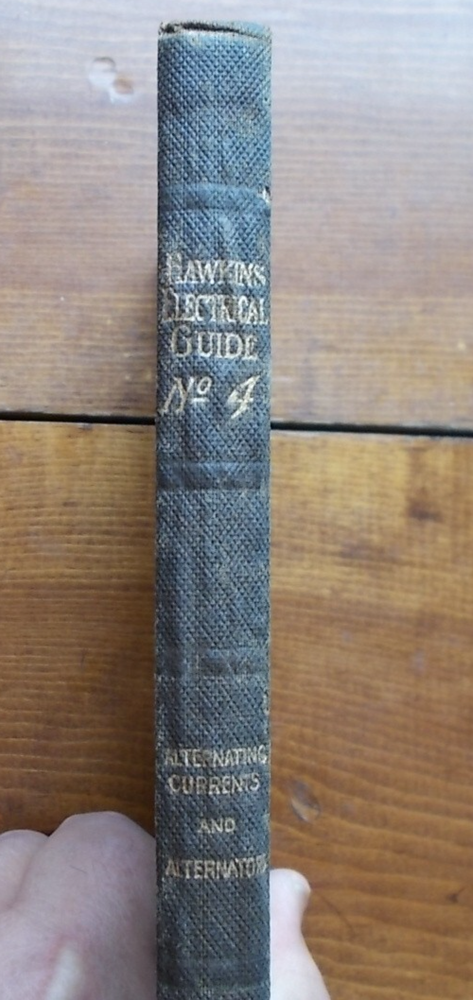 HAWKINS
ELECTRICAL
GUIDE
Nº 4
ALTERNATING
CURRENTS
AND
ALTERNATORS